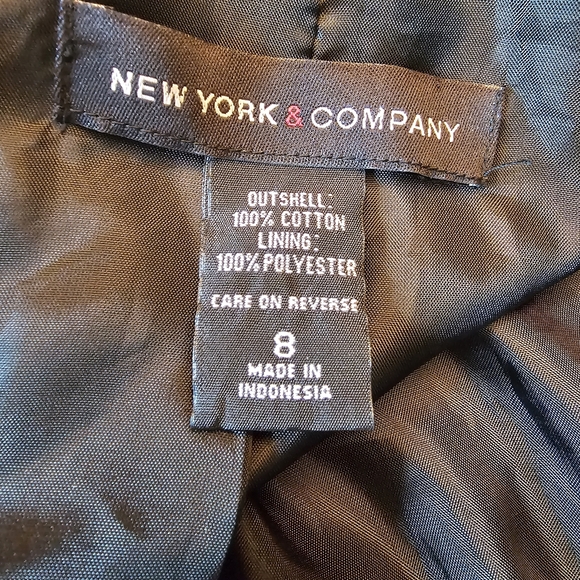 NEW YORK & COMPANY
OUTSHELL:
100% COTTON
LINING:
100% POLYESTER
CARE ON REVERSE
8
MADE IN
INDONESIA